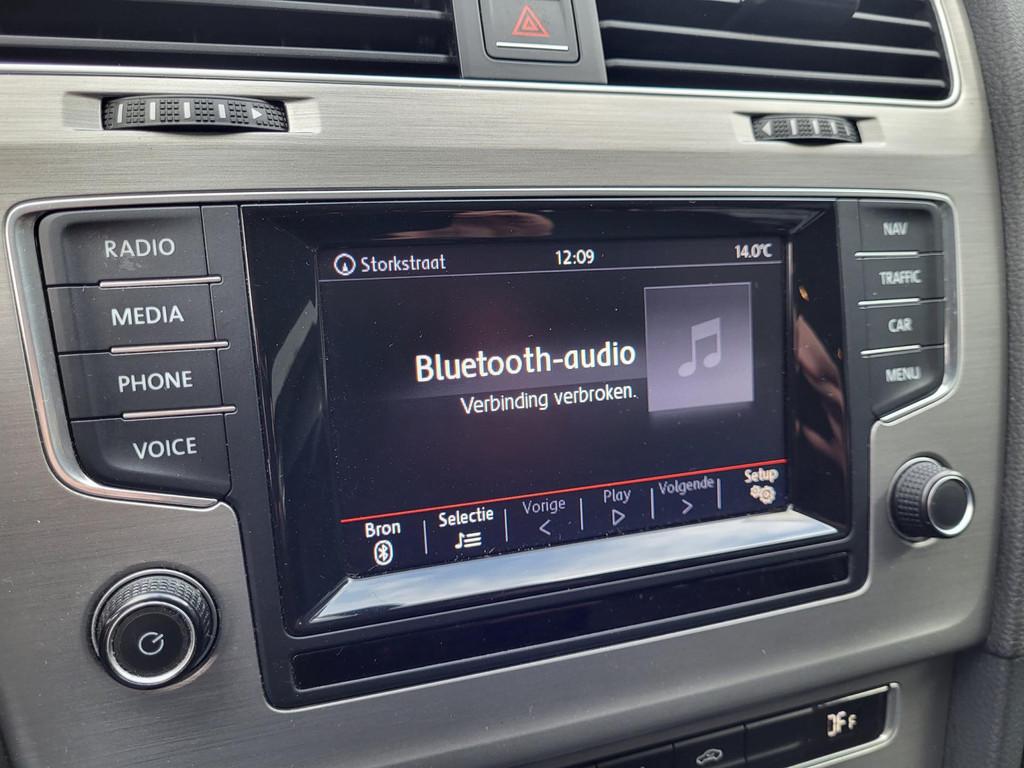 RADIO
MEDIA
PHONE
VOICE
Storkstraat
12:09
14.0°C
Bluetooth-audio
Verbinding verbroken.
Bron
Selectie
Vorige
Play
Volgende
Setup
NAV
TRAFFIC
CAR
MENU
OFF